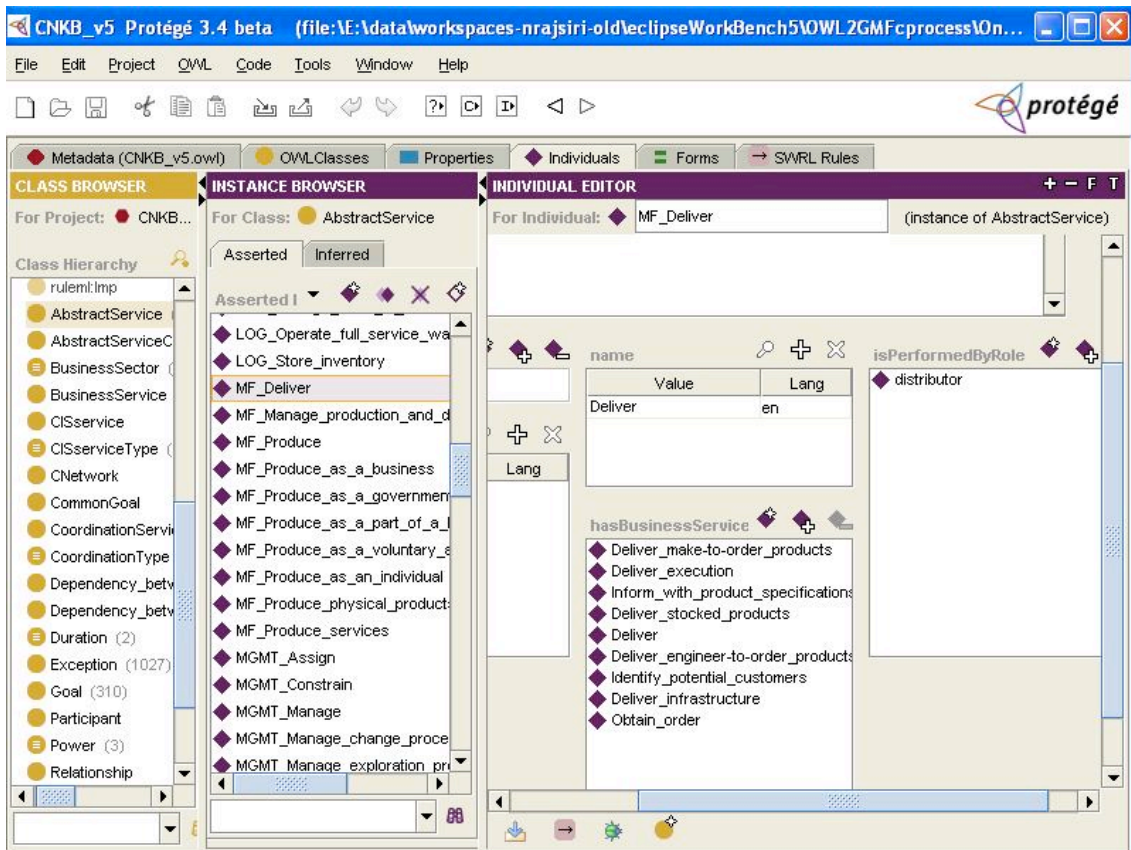 CNKB_v5 Protégé 3.4 beta (file:\E:\data\workspaces-nrajsiri-old\eclipseWorkBench5\OWL2GMFcprocess\On...
File Edit Project OWL Code Tools Window Help
protégé
Metadata (CNKB_v5.owl) OWLClasses Properties Individuals Forms SWRL Rules
CLASS BROWSER
For Project: CNKB...
Class Hierarchy
ruleml:Imp
AbstractService
AbstractServiceC
BusinessSector
BusinessService
CISservice
CISserviceType
CNetwork
CommonGoal
CoordinationServi
CoordinationType
Dependency_betw
Dependency_betw
Duration (2)
Exception (1027)
Goal (310)
Participant
Power (3)
Relationship
INSTANCE BROWSER
For Class: AbstractService
Asserted Inferred
Asserted I
LOG_Operate_full_service_wa
LOG_Store_inventory
MF_Deliver
MF_Manage_production_and_d
MF_Produce
MF_Produce_as_a_business
MF_Produce_as_a_governmen
MF_Produce_as_a_part_of_a_
MF_Produce_as_a_voluntary_a
MF_Produce_as_an_individual
MF_Produce_physical_product
MF_Produce_services
MGMT_Assign
MGMT_Constrain
MGMT_Manage
MGMT_Manage_change_proce
MGMT_Manage_exploration_pr
INDIVIDUAL EDITOR + − F T
For Individual: MF_Deliver (instance of AbstractService)
Lang
name
Value Lang
Deliver en
hasBusinessService
Deliver_make-to-order_products
Deliver_execution
Inform_with_product_specifications
Deliver_stocked_products
Deliver
Deliver_engineer-to-order_products
Identify_potential_customers
Deliver_infrastructure
Obtain_order
isPerformedByRole
distributor